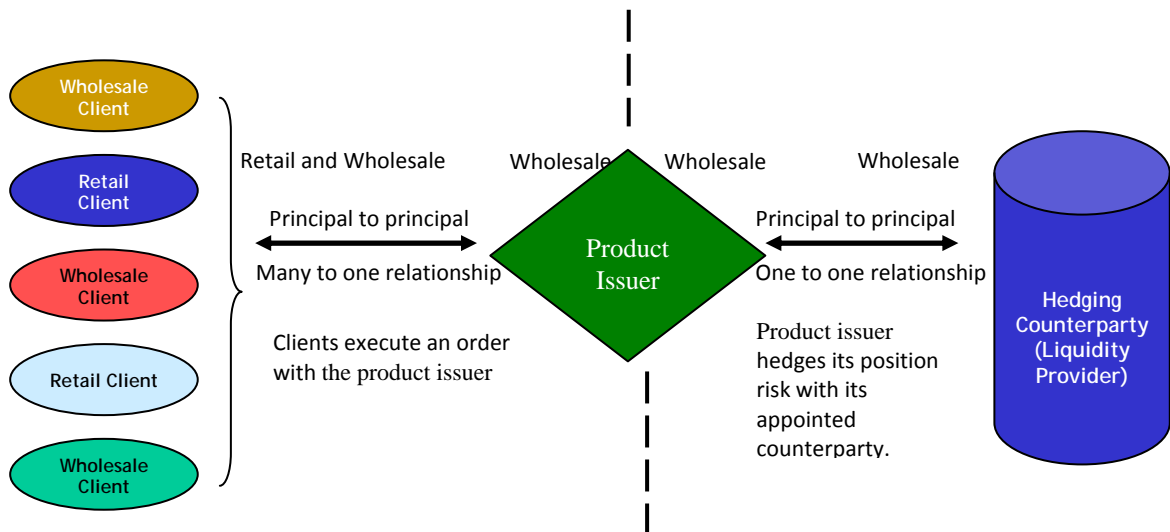 Wholesale
Client
Retail
Client
Wholesale
Client
Retail Client
Wholesale
Client
Retail and Wholesale
Wholesale
Principal to principal
Many to one relationship
Clients execute an order
with the product issuer
Product
Issuer
Wholesale
Wholesale
Principal to principal
One to one relationship
Product issuer
hedges its position
risk with its
appointed
counterparty.
Hedging
Counterparty
(Liquidity
Provider)